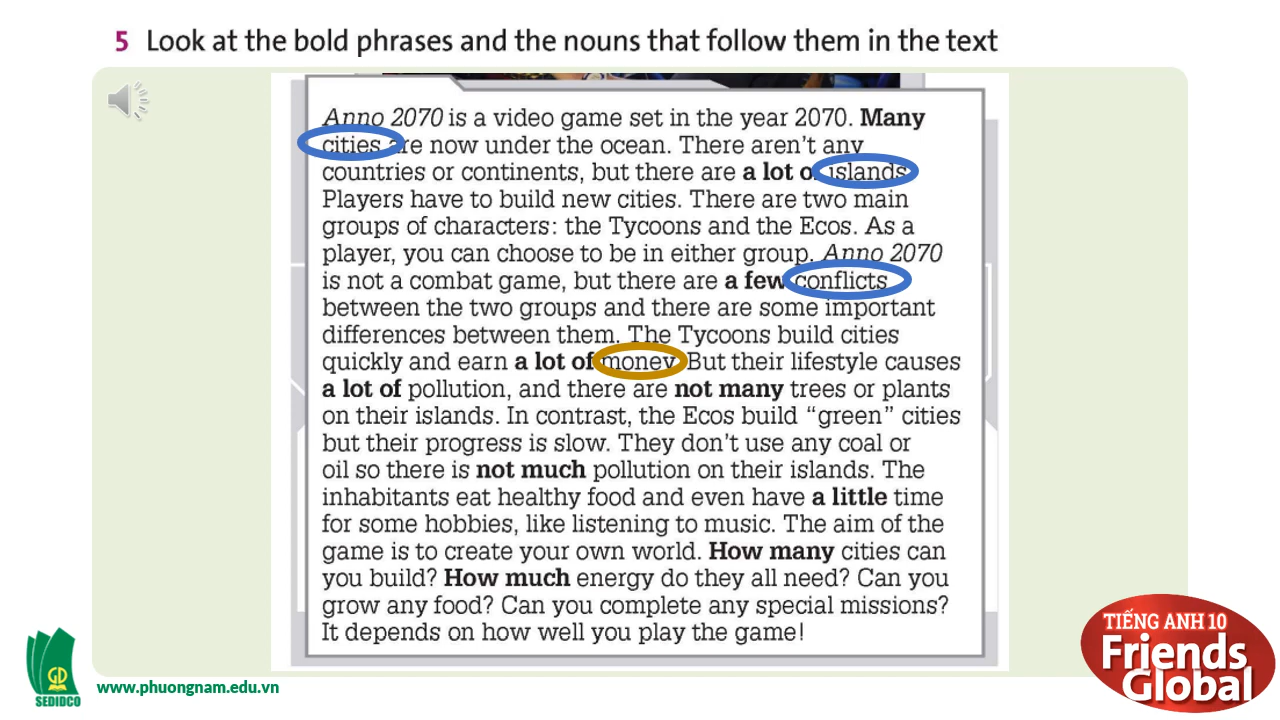 5 Look at the bold phrases and the nouns that follow them in the text
Anno 2070 is a video game set in the year 2070. Many
cities are now under the ocean. There aren't any
countries or continents, but there are a lot of islands.
Players have to build new cities. There are two main
groups of characters: the Tycoons and the Ecos. As a
player, you can choose to be in either group. Anno 2070
is not a combat game, but there are a few conflicts
between the two groups and there are some important
differences between them. The Tycoons build cities
quickly and earn a lot of money. But their lifestyle causes
a lot of pollution, and there are not many trees or plants
on their islands. In contrast, the Ecos build “green” cities
but their progress is slow. They don't use any coal or
oil so there is not much pollution on their islands. The
inhabitants eat healthy food and even have a little time
for some hobbies, like listening to music. The aim of the
game is to create your own world. How many cities can
you build? How much energy do they all need? Can you
grow any food? Can you complete any special missions?
It depends on how well you play the game!
GD
SEDIDCO
www.phuongnam.edu.vn
TIẾNG ANH 10
Friends
Global